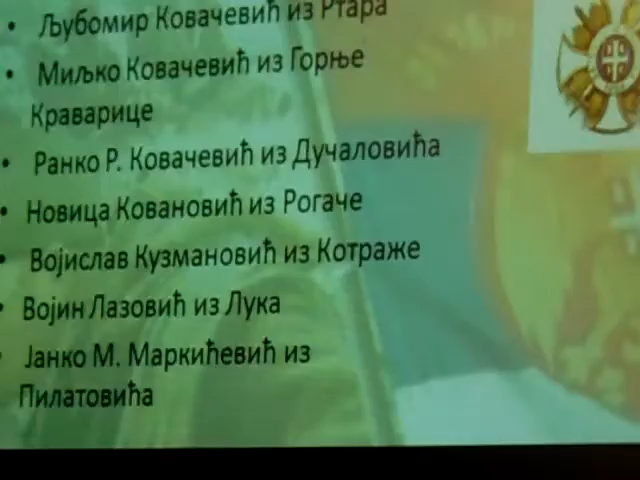 • Љубомир Ковачевић из Ртара
• Миљко Ковачевић из Горње
Краварице
• Ранко Р. Ковачевић из Дучаловића
• Новица Ковановић из Рогаче
• Војислав Кузмановић из Котраже
• Војин Лазовић из Лука
• Јанко М. Маркићевић из
Пилатовића